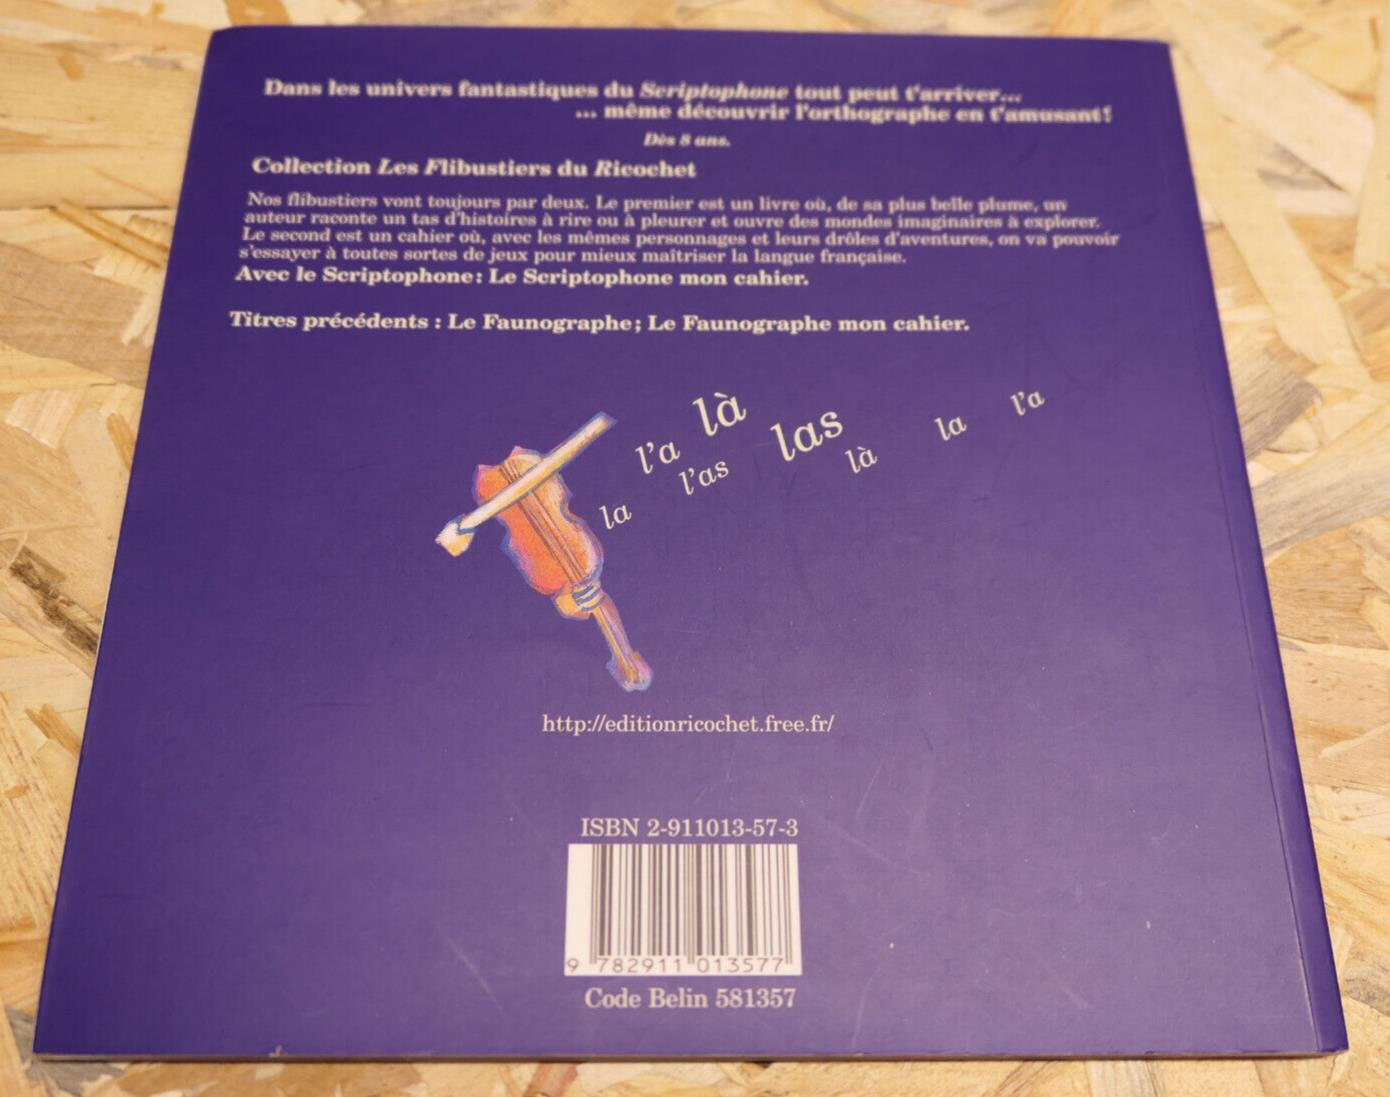 Dans les univers fantastiques du Scriptophone tout peut t'arriver...
... même découvrir l'orthographe en t'amusant!
Dès 8 ans.
Collection Les Flibustiers du Ricochet
Nos flibustiers vont toujours par deux. Le premier est un livre où, de sa plus belle plume, un
auteur raconte un tas d'histoires à rire ou à pleurer et ouvre des mondes imaginaires à explorer.
Le second est un cahier où, avec les mêmes personnages et leurs drôles d'aventures, on va pouvoir
s'essayer à toutes sortes de jeux pour mieux maîtriser la langue française.
Avec le Scriptophone: Le Scriptophone mon cahier.
Titres précédents : Le Faunographe; Le Faunographe mon cahier.
la
l'a
là
l'as
las
là
la
l'a
http://editionricochet.free.fr/
ISBN 2-911013-57-3
9 782911 013577
Code Belin 581357